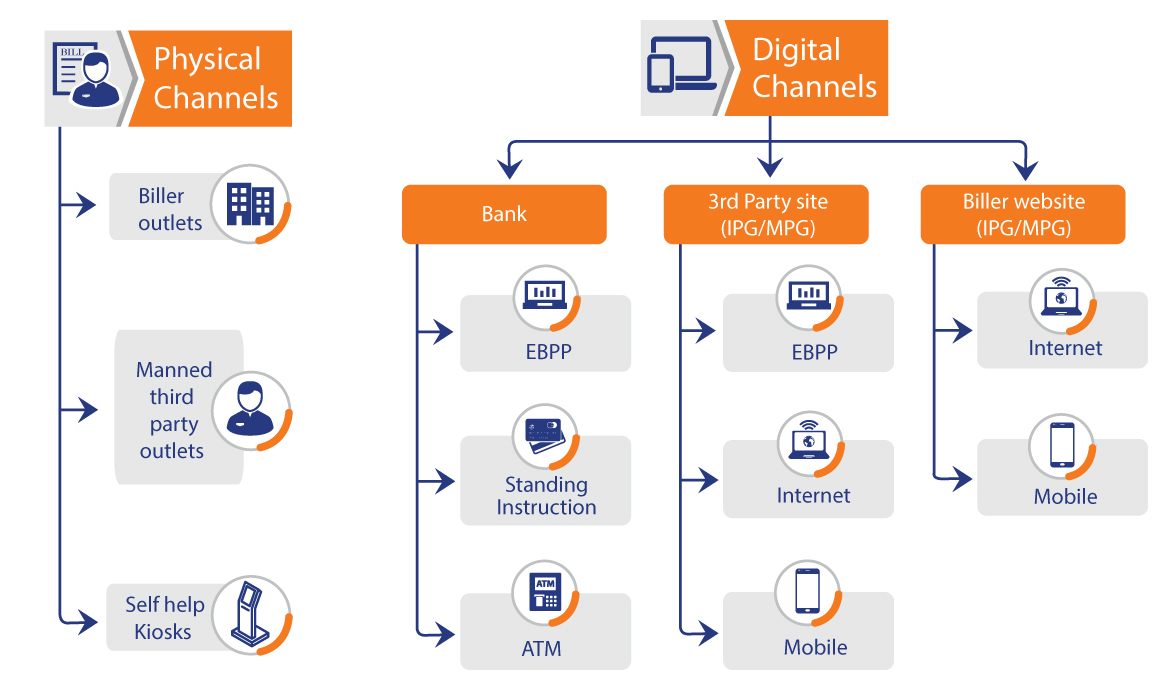 BILL
Physical
Channels
Biller
outlets
Manned
third
party
outlets
Self help
Kiosks
Digital
Channels
Bank
EBPP
Standing
Instruction
ATM
ATM
3rd Party site
(IPG/MPG)
EBPP
Internet
Mobile
Biller website
(IPG/MPG)
Internet
Mobile